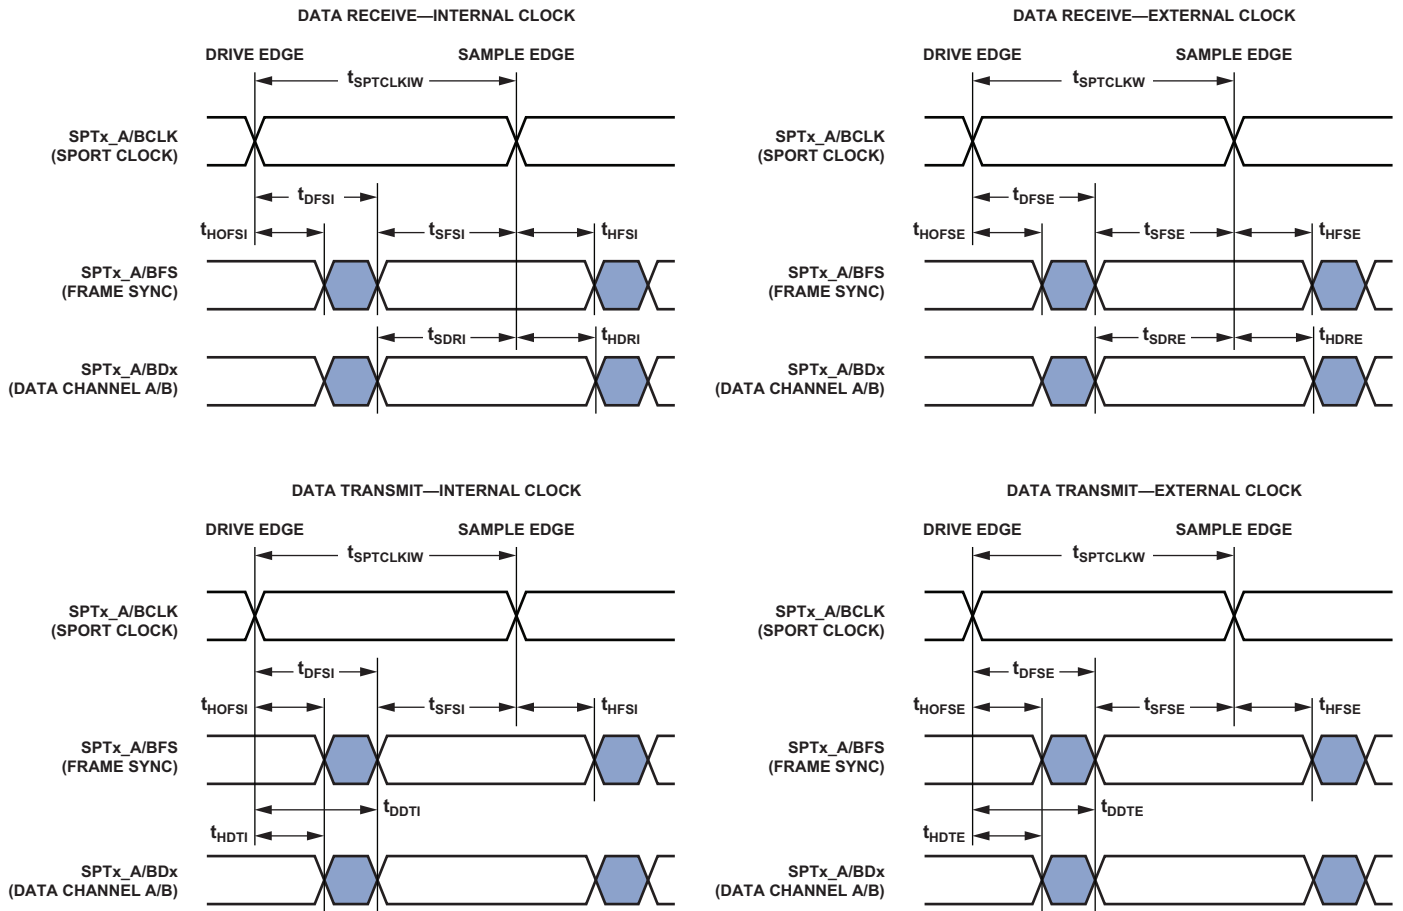 DATA RECEIVE—INTERNAL CLOCK
DRIVE EDGE
SAMPLE EDGE
tSPTCLKIW
SPTx_A/BCLK
(SPORT CLOCK)
tDFSI
tHOFSI
tSFSI
tHFSI
SPTx_A/BFS
(FRAME SYNC)
tSDRI
tHDRI
SPTx_A/BDx
(DATA CHANNEL A/B)
DATA RECEIVE—EXTERNAL CLOCK
DRIVE EDGE
SAMPLE EDGE
tSPTCLKW
SPTx_A/BCLK
(SPORT CLOCK)
tDFSE
tHOFSE
tSFSE
tHFSE
SPTx_A/BFS
(FRAME SYNC)
tSDRE
tHDRE
SPTx_A/BDx
(DATA CHANNEL A/B)
DATA TRANSMIT—INTERNAL CLOCK
DRIVE EDGE
SAMPLE EDGE
tSPTCLKIW
SPTx_A/BCLK
(SPORT CLOCK)
tDFSI
tHOFSI
tSFSI
tHFSI
SPTx_A/BFS
(FRAME SYNC)
tDDTI
tHDTI
SPTx_A/BDx
(DATA CHANNEL A/B)
DATA TRANSMIT—EXTERNAL CLOCK
DRIVE EDGE
SAMPLE EDGE
tSPTCLKW
SPTx_A/BCLK
(SPORT CLOCK)
tDFSE
tHOFSE
tSFSE
tHFSE
SPTx_A/BFS
(FRAME SYNC)
tDDTE
tHDTE
SPTx_A/BDx
(DATA CHANNEL A/B)